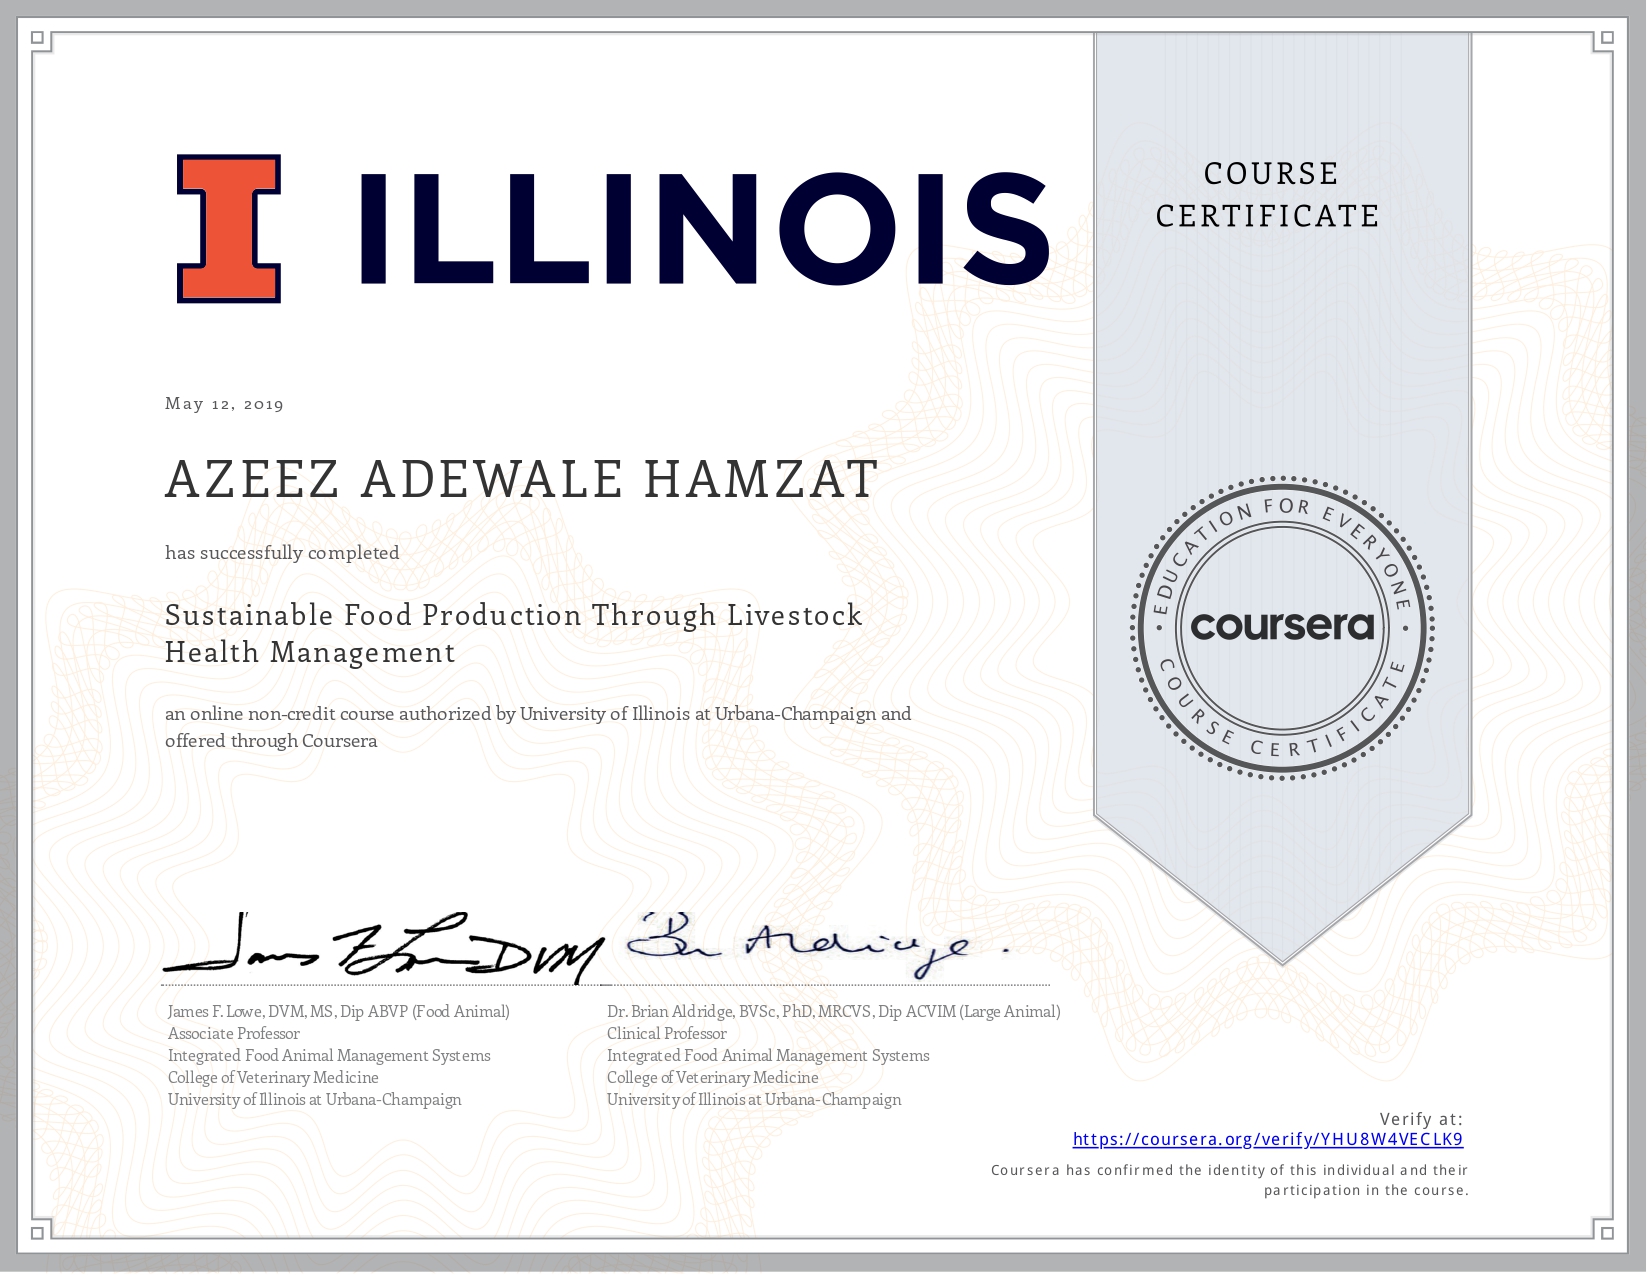 I ILLINOIS
COURSE
CERTIFICATE
May 12, 2019
AZEEZ ADEWALE HAMZAT
has successfully completed
Sustainable Food Production Through Livestock
Health Management
an online non-credit course authorized by University of Illinois at Urbana-Champaign and
offered through Coursera
• EDUCATION FOR EVERYONE •
coursera
COURSE CERTIFICATE
James F. Lowe, DVM, MS, Dip ABVP (Food Animal)
Associate Professor
Integrated Food Animal Management Systems
College of Veterinary Medicine
University of Illinois at Urbana-Champaign
Dr. Brian Aldridge, BVSc, PhD, MRCVS, Dip ACVIM (Large Animal)
Clinical Professor
Integrated Food Animal Management Systems
College of Veterinary Medicine
University of Illinois at Urbana-Champaign
Verify at:
https://coursera.org/verify/YHU8W4VECLK9
Coursera has confirmed the identity of this individual and their
participation in the course.